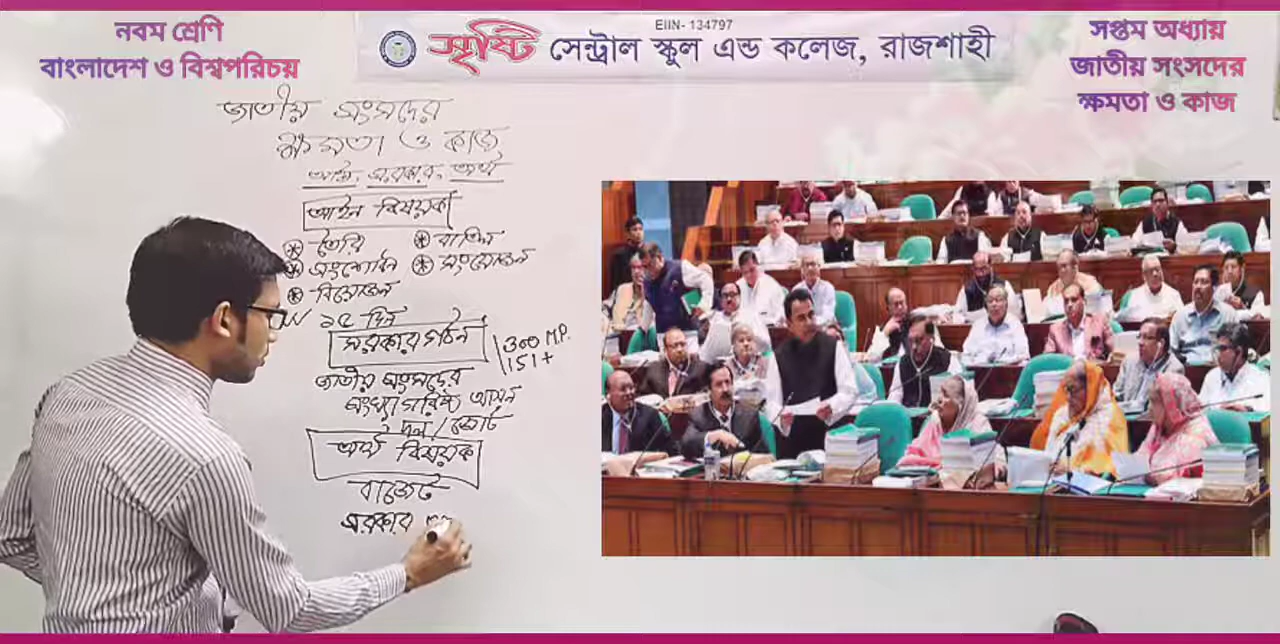 নবম শ্রেণি
বাংলাদেশ ও বিশ্বপরিচয়
EIIN- 134797
সৃষ্টি সেন্ট্রাল স্কুল এন্ড কলেজ, রাজশাহী
সপ্তম অধ্যায়
জাতীয় সংসদের
ক্ষমতা ও কাজ
জাতীয় সংসদের
ক্ষমতা ও কাজ
আইন, সরকার, অর্থ
আইন বিষয়ক
তৈরি বাতিল
সংশোধন সংযোজন
বিয়োজন
১৫ দিন
সরকার গঠন
300 M.P.
151+
জাতীয় সংসদের
সংখ্যাগরিষ্ঠ আসন
দল / জোট
অর্থ বিষয়ক
বাজেট
সরকার